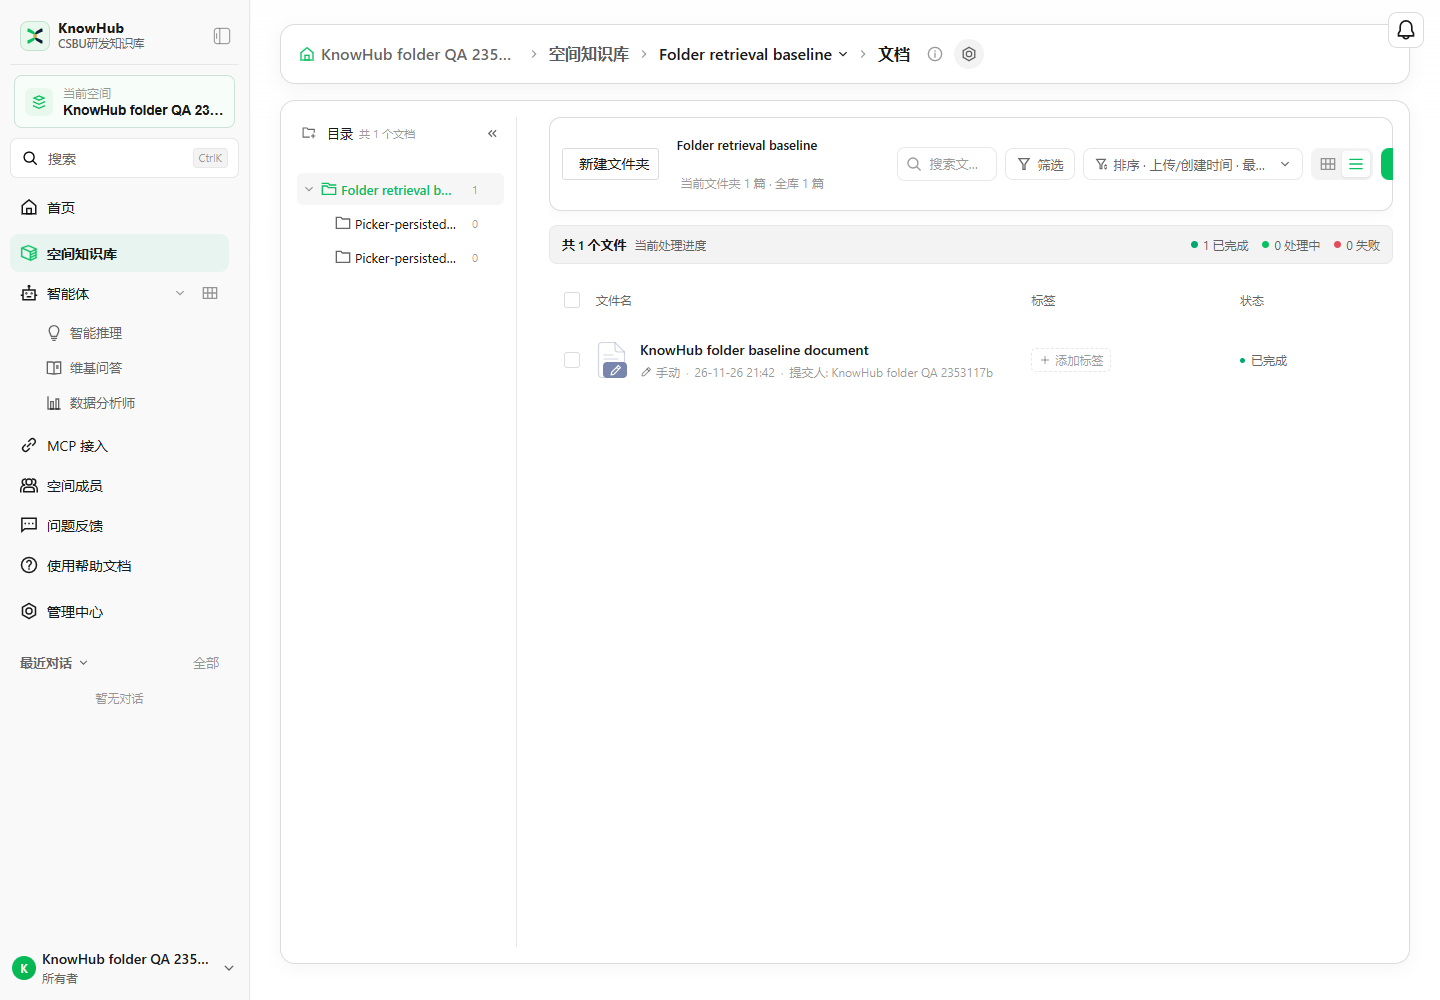 KnowHub
CSBU研发知识库
当前空间
KnowHub folder QA 23...
搜索
CtrlK
首页
空间知识库
智能体
智能推理
维基问答
数据分析师
MCP 接入
空间成员
问题反馈
使用帮助文档
管理中心
最近对话
全部
暂无对话
K
KnowHub folder QA 235...
所有者
KnowHub folder QA 235...
空间知识库
Folder retrieval baseline
文档
目录 共 1 个文档
Folder retrieval b... 1
Picker-persisted... 0
Picker-persisted... 0
新建文件夹
Folder retrieval baseline
当前文件夹 1 篇 · 全库 1 篇
搜索文...
筛选
排序 · 上传/创建时间 · 最...
共 1 个文件 当前处理进度
1 已完成 0 处理中 0 失败
文件名 标签 状态
KnowHub folder baseline document
手动 · 26-11-26 21:42 · 提交人: KnowHub folder QA 2353117b
+ 添加标签
已完成